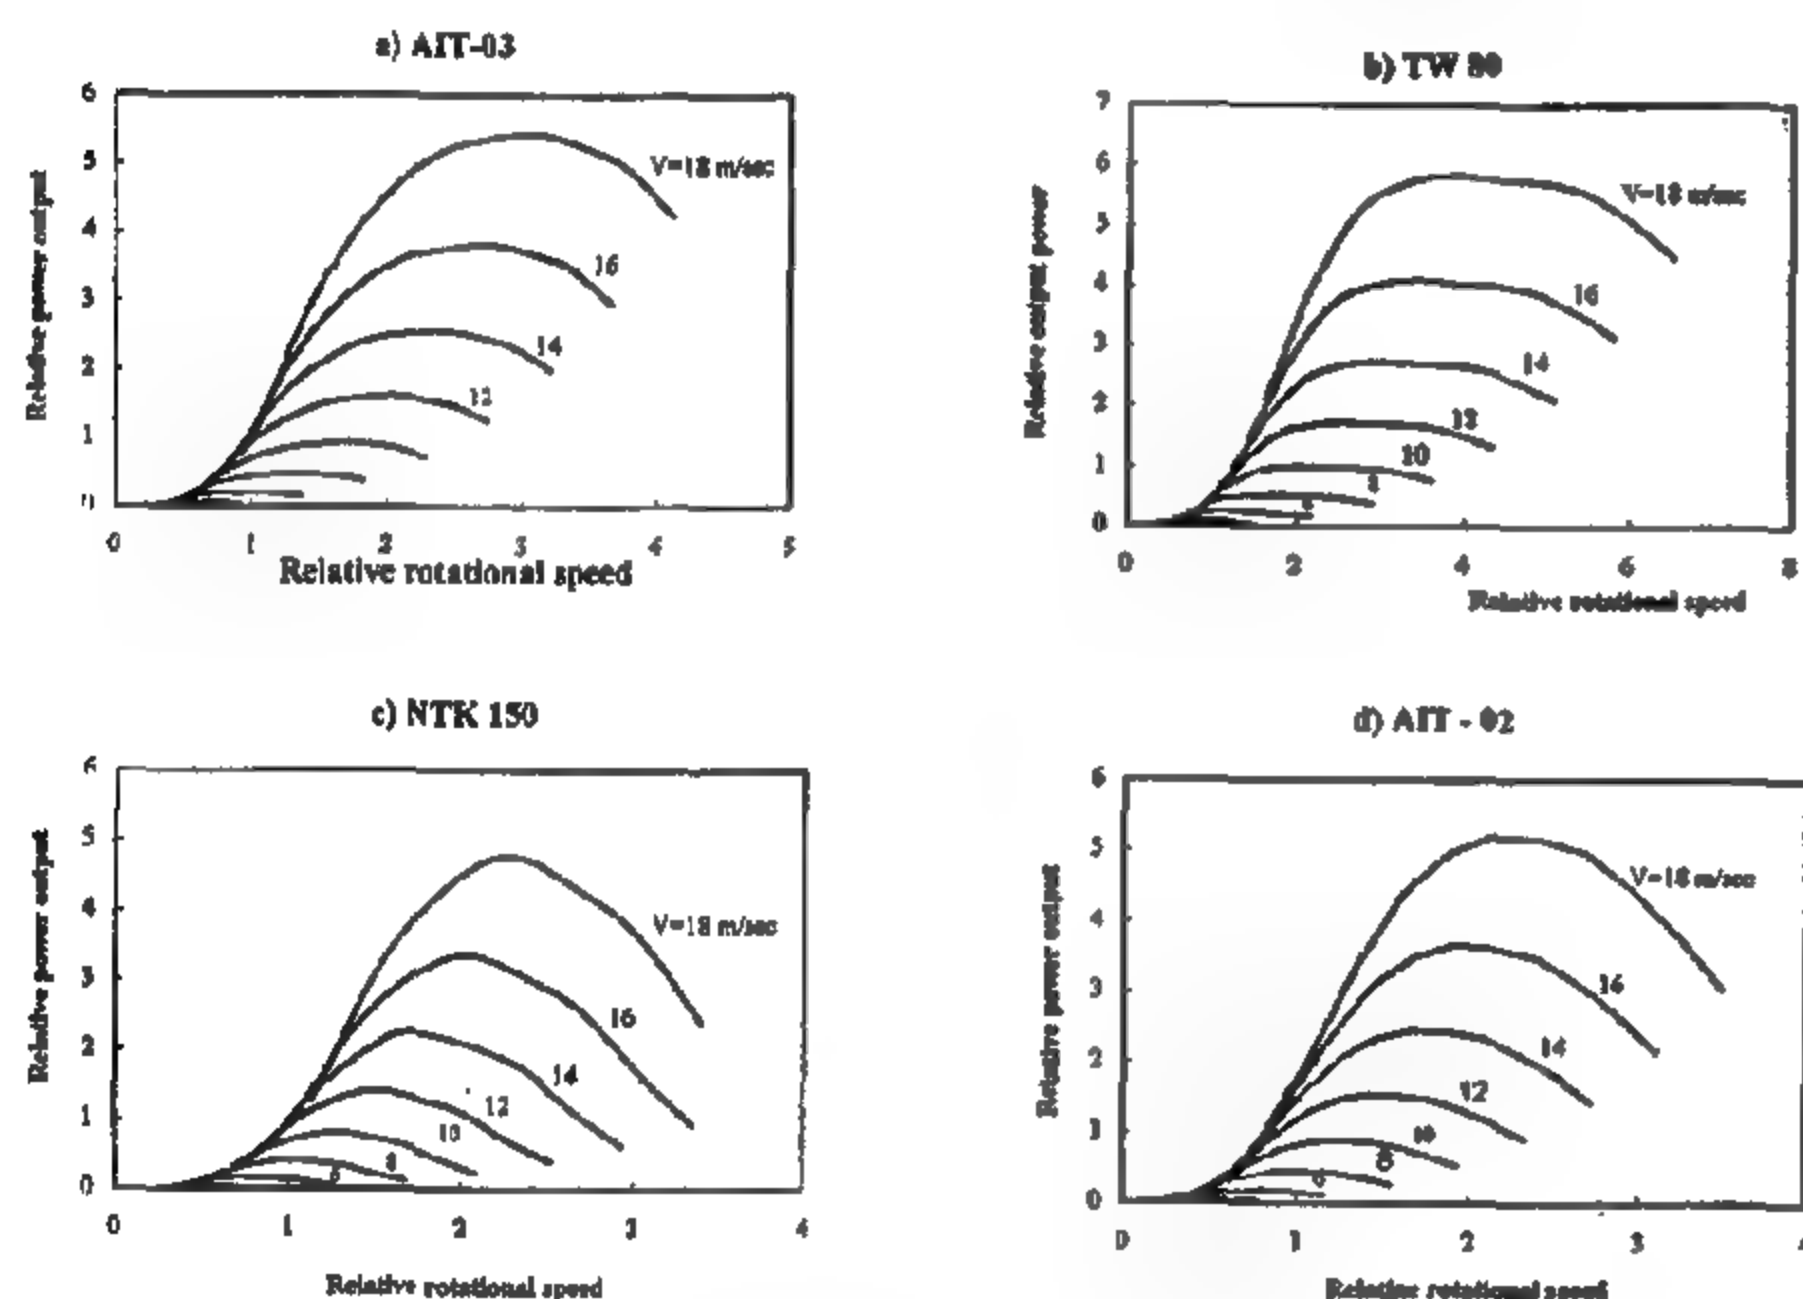 a) AIT-03
6
5
4
3
2
1
0
V=18 m/sec
16
14
12
Relative power output
0 1 2 3 4 5
Relative rotational speed
b) TW 80
7
6
5
4
3
2
1
0
V=18 m/sec
16
14
12
10
8
Relative output power
0 2 4 6 8
Relative rotational speed
c) NTK 150
6
5
4
3
2
1
0
V=18 m/sec
16
14
12
10
8
6
Relative power output
0 1 2 3 4
Relative rotational speed
d) AIT - 02
6
5
4
3
2
1
0
V=18 m/sec
16
14
12
10
8
6
Relative power output
0 1 2 3
Relative rotational speed